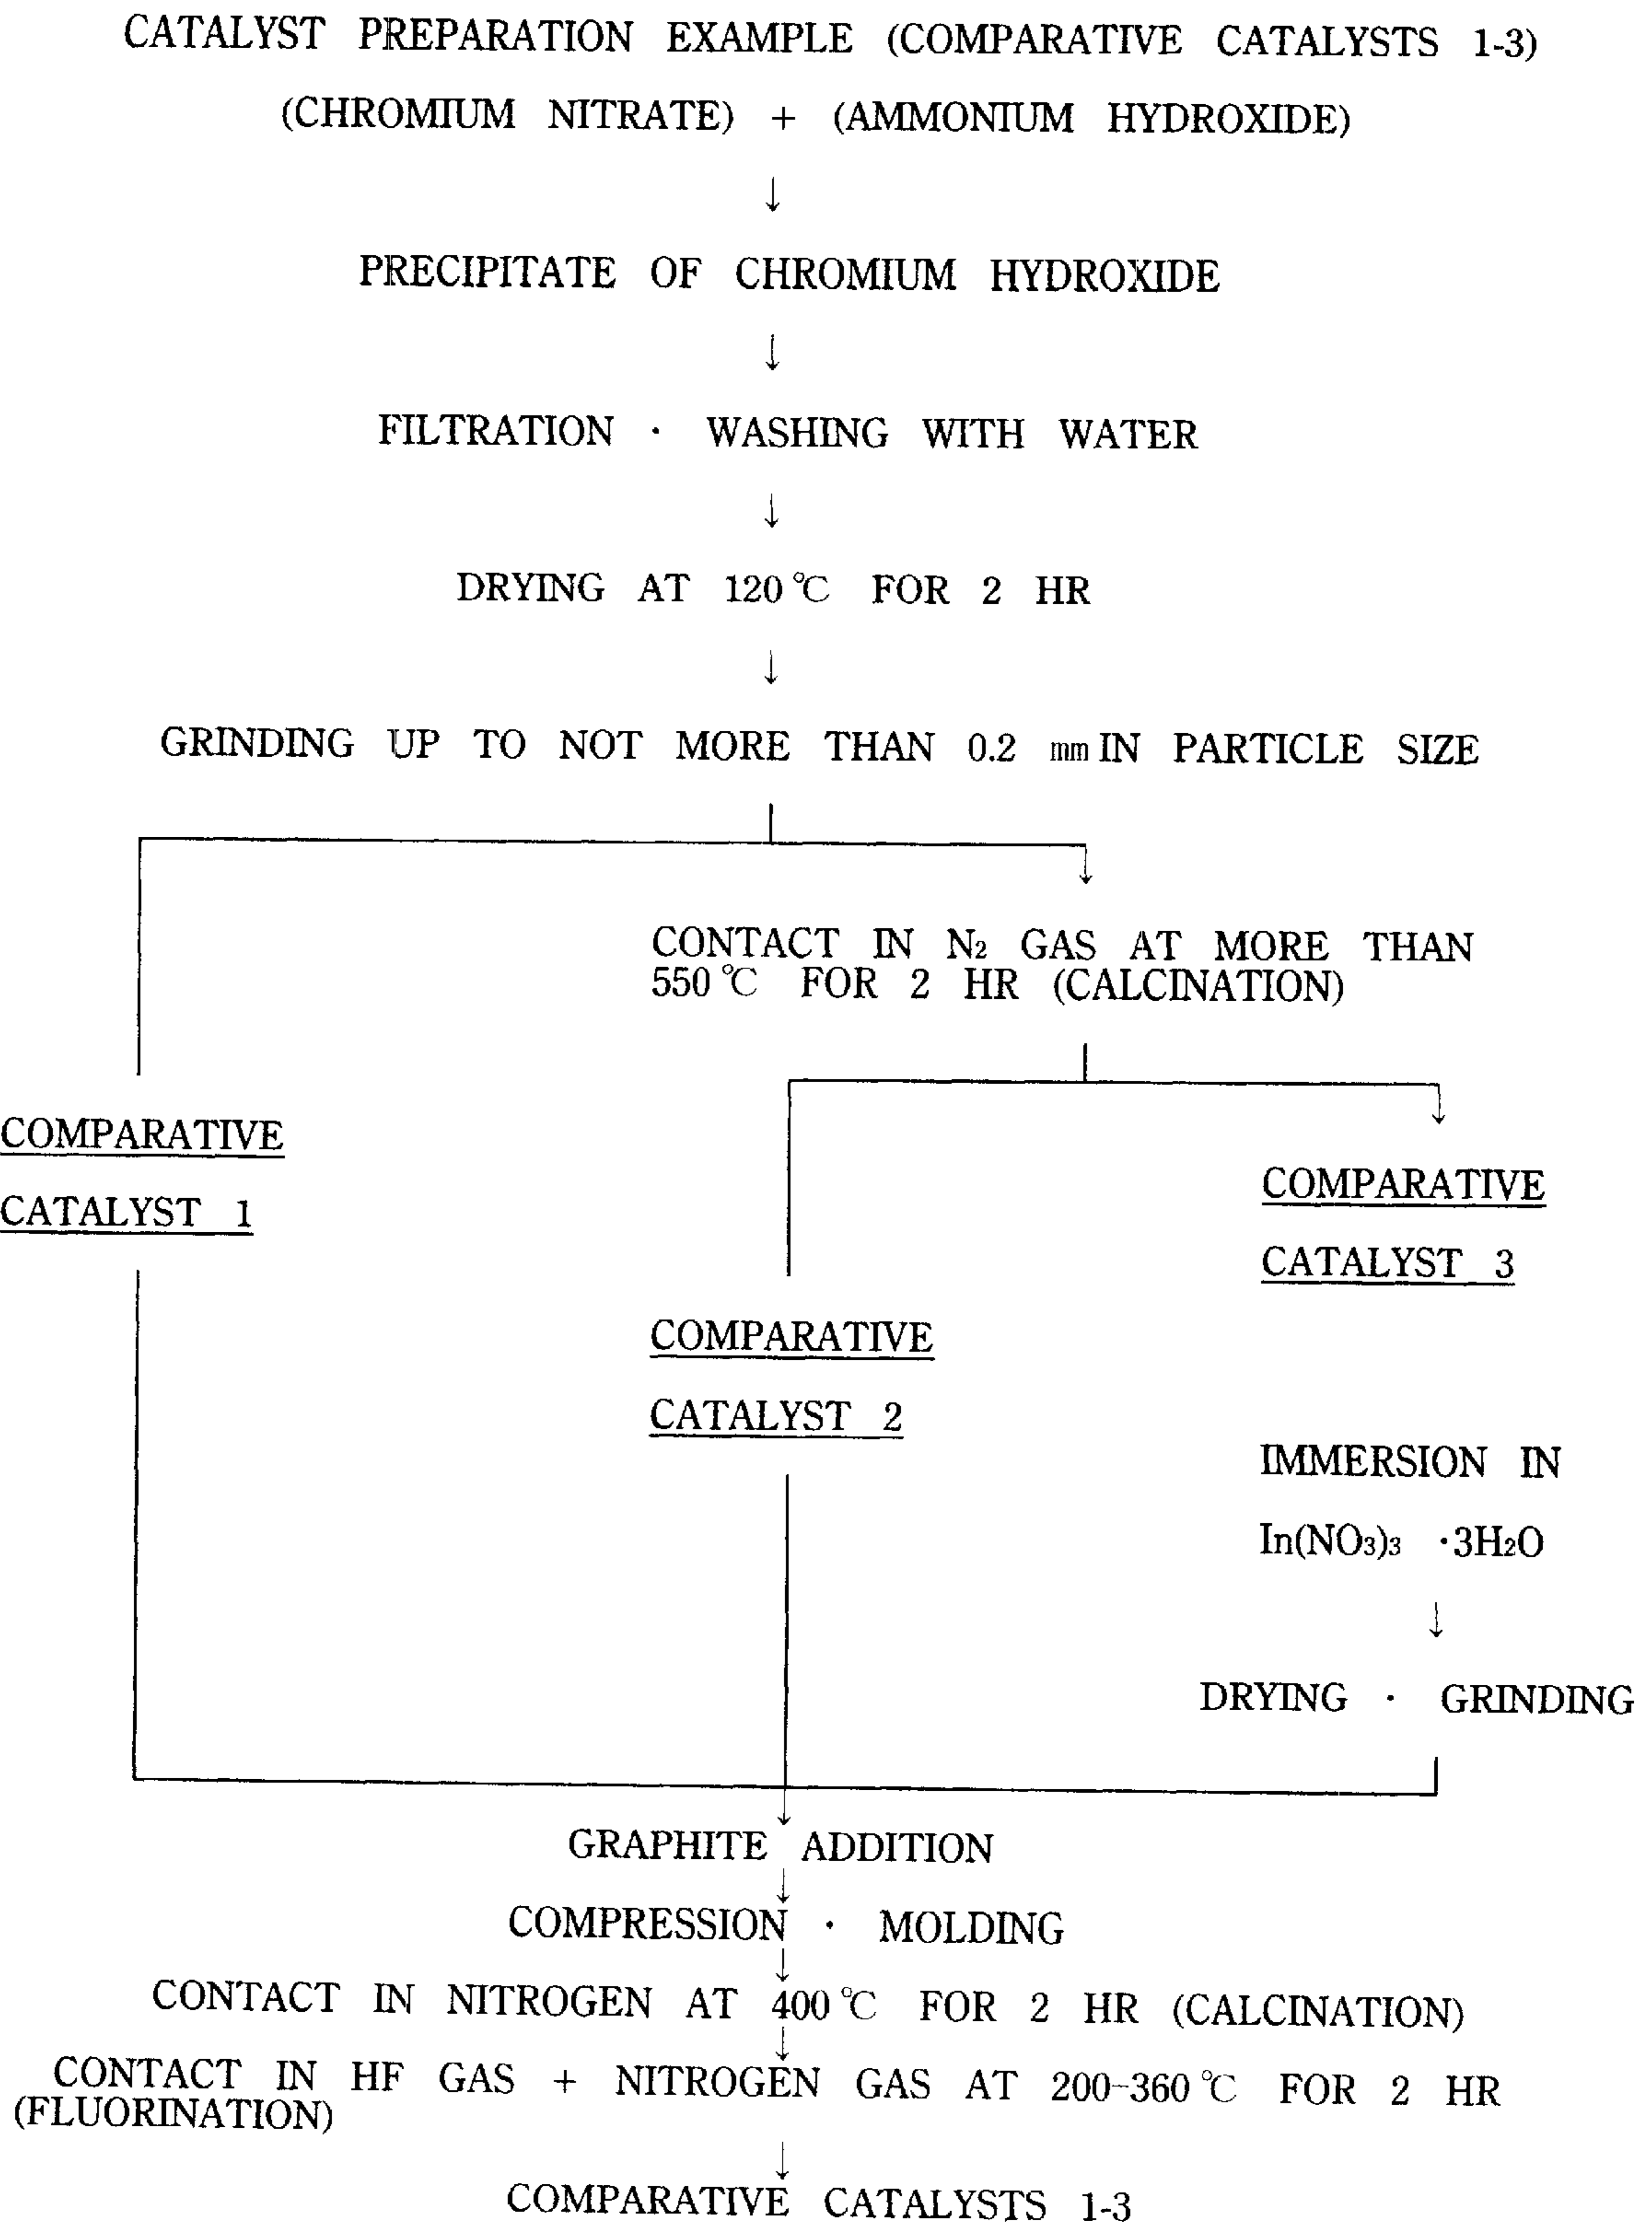 CATALYST PREPARATION EXAMPLE (COMPARATIVE CATALYSTS 1-3)
(CHROMIUM NITRATE) + (AMMONIUM HYDROXIDE)
↓
PRECIPITATE OF CHROMIUM HYDROXIDE
↓
FILTRATION · WASHING WITH WATER
↓
DRYING AT 120℃ FOR 2 HR
↓
GRINDING UP TO NOT MORE THAN 0.2 mm IN PARTICLE SIZE
CONTACT IN N₂ GAS AT MORE THAN
550℃ FOR 2 HR (CALCINATION)
COMPARATIVE
CATALYST 1
COMPARATIVE
CATALYST 2
COMPARATIVE
CATALYST 3
IMMERSION IN
In(NO₃)₃ ·3H₂O
↓
DRYING · GRINDING
GRAPHITE ADDITION
↓
COMPRESSION · MOLDING
↓
CONTACT IN NITROGEN AT 400℃ FOR 2 HR (CALCINATION)
↓
CONTACT IN HF GAS + NITROGEN GAS AT 200-360℃ FOR 2 HR
(FLUORINATION)
↓
COMPARATIVE CATALYSTS 1-3